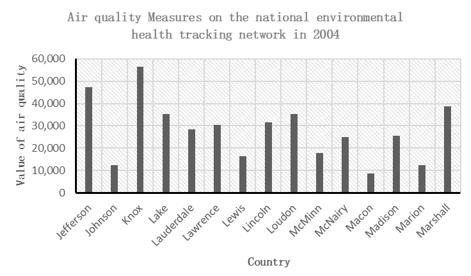 Air quality Measures on the national environmental
health tracking network in 2004
Value of air quality
60,000
50,000
40,000
30,000
20,000
10,000
0
Jefferson
Johnson
Knox
Lake
Lauderdale
Lawrence
Lewis
Lincoln
Loudon
McMinn
McNairy
Macon
Madison
Marion
Marshall
Country